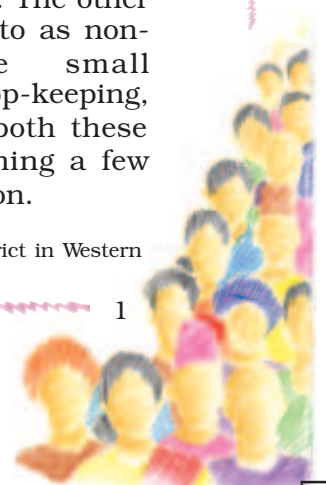 . The other
to as non-
e small
op-keeping,
both these
ning a few
on.
rict in Western
1